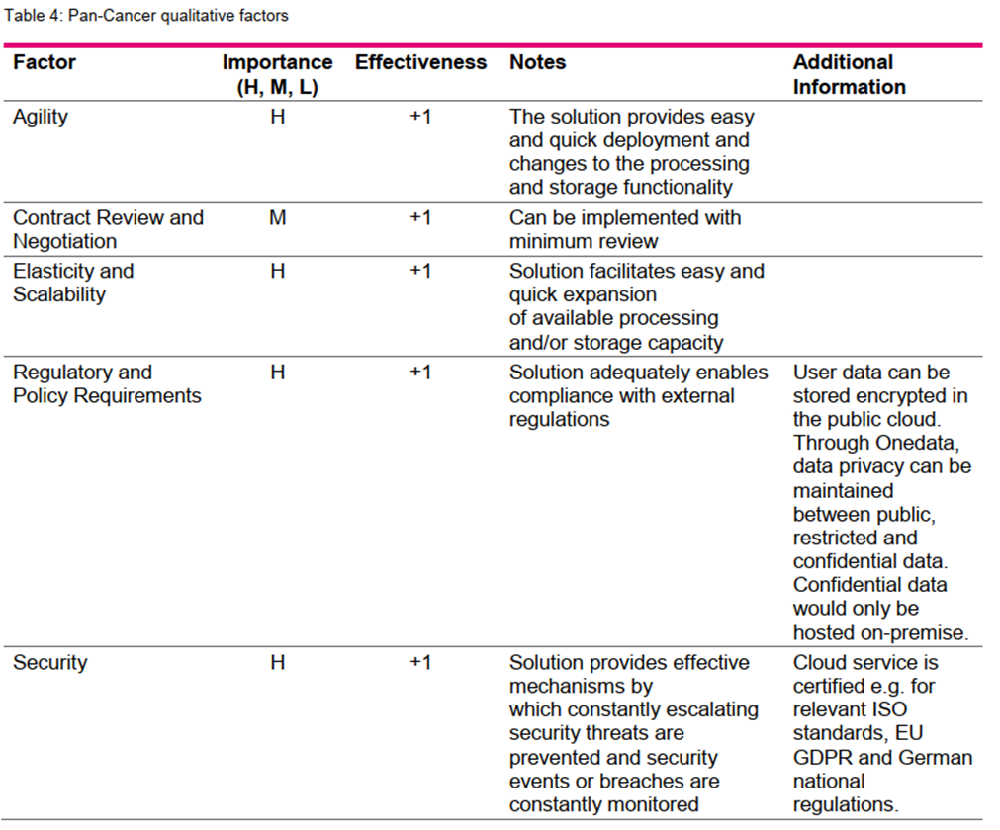 Table 4: Pan-Cancer qualitative factors
Factor Importance (H, M, L) Effectiveness Notes Additional Information
Agility H +1 The solution provides easy
and quick deployment and
changes to the processing
and storage functionality
Contract Review and Negotiation M +1 Can be implemented with
minimum review
Elasticity and Scalability H +1 Solution facilitates easy and
quick expansion
of available processing
and/or storage capacity
Regulatory and Policy Requirements H +1 Solution adequately enables
compliance with external
regulations
User data can be
stored encrypted in
the public cloud.
Through Onedata,
data privacy can be
maintained
between public,
restricted and
confidential data.
Confidential data
would only be
hosted on-premise.
Security H +1 Solution provides effective
mechanisms by
which constantly escalating
security threats are
prevented and security
events or breaches are
constantly monitored
Cloud service is
certified e.g. for
relevant ISO
standards, EU
GDPR and German
national
regulations.